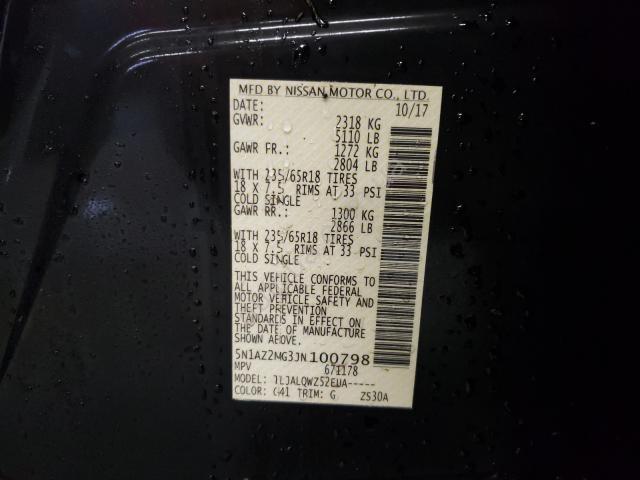 MFD BY NISSAN MOTOR CO., LTD.
DATE: 10/17
GVWR: 2318 KG
5110 LB
GAWR FR.: 1272 KG
2804 LB
WITH 235/65R18 TIRES
18 X 7.5 RIMS AT 33 PSI
COLD SINGLE
GAWR RR.: 1300 KG
2866 LB
WITH 235/65R18 TIRES
18 X 7.5 RIMS AT 33 PSI
COLD SINGLE
THIS VEHICLE CONFORMS TO
ALL APPLICABLE FEDERAL
MOTOR VEHICLE SAFETY AND
THEFT PREVENTION
STANDARDS IN EFFECT ON
THE DATE OF MANUFACTURE
SHOWN ABOVE.
5N1AZ2MG3JN100798
MPV 671178
MODEL: TLJALQWZ52EUA-----
COLOR: G41 TRIM: G ZS30A